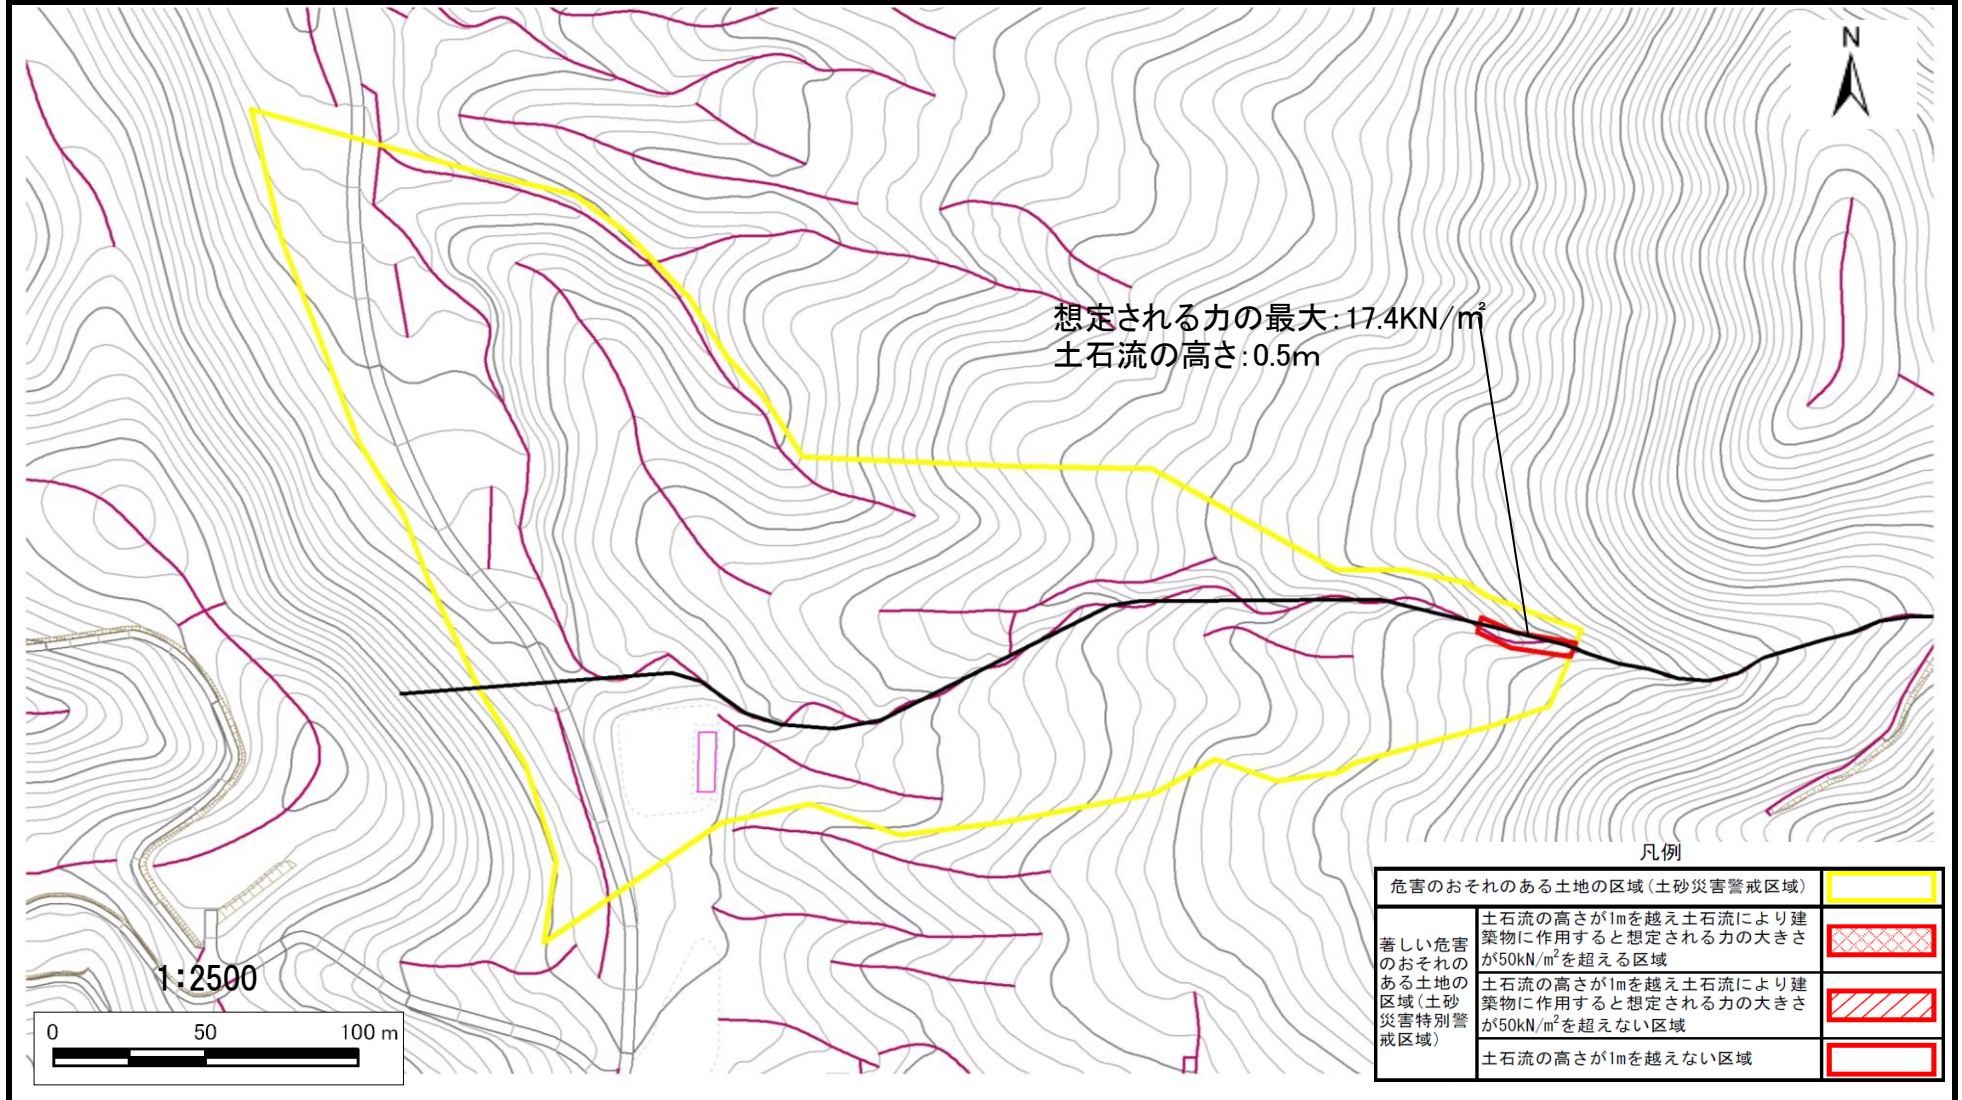 N
想定される力の最大:17.4KN/㎡
土石流の高さ:0.5m
1:2500
0 50 100 m
凡例
危害のおそれのある土地の区域(土砂災害警戒区域)
著しい危害
のおそれの
ある土地の
区域(土砂
災害特別警
戒区域)
土石流の高さが1mを越え土石流により建
築物に作用すると想定される力の大きさ
が50kN/m²を超える区域
土石流の高さが1mを越え土石流により建
築物に作用すると想定される力の大きさ
が50kN/m²を超えない区域
土石流の高さが1mを越えない区域